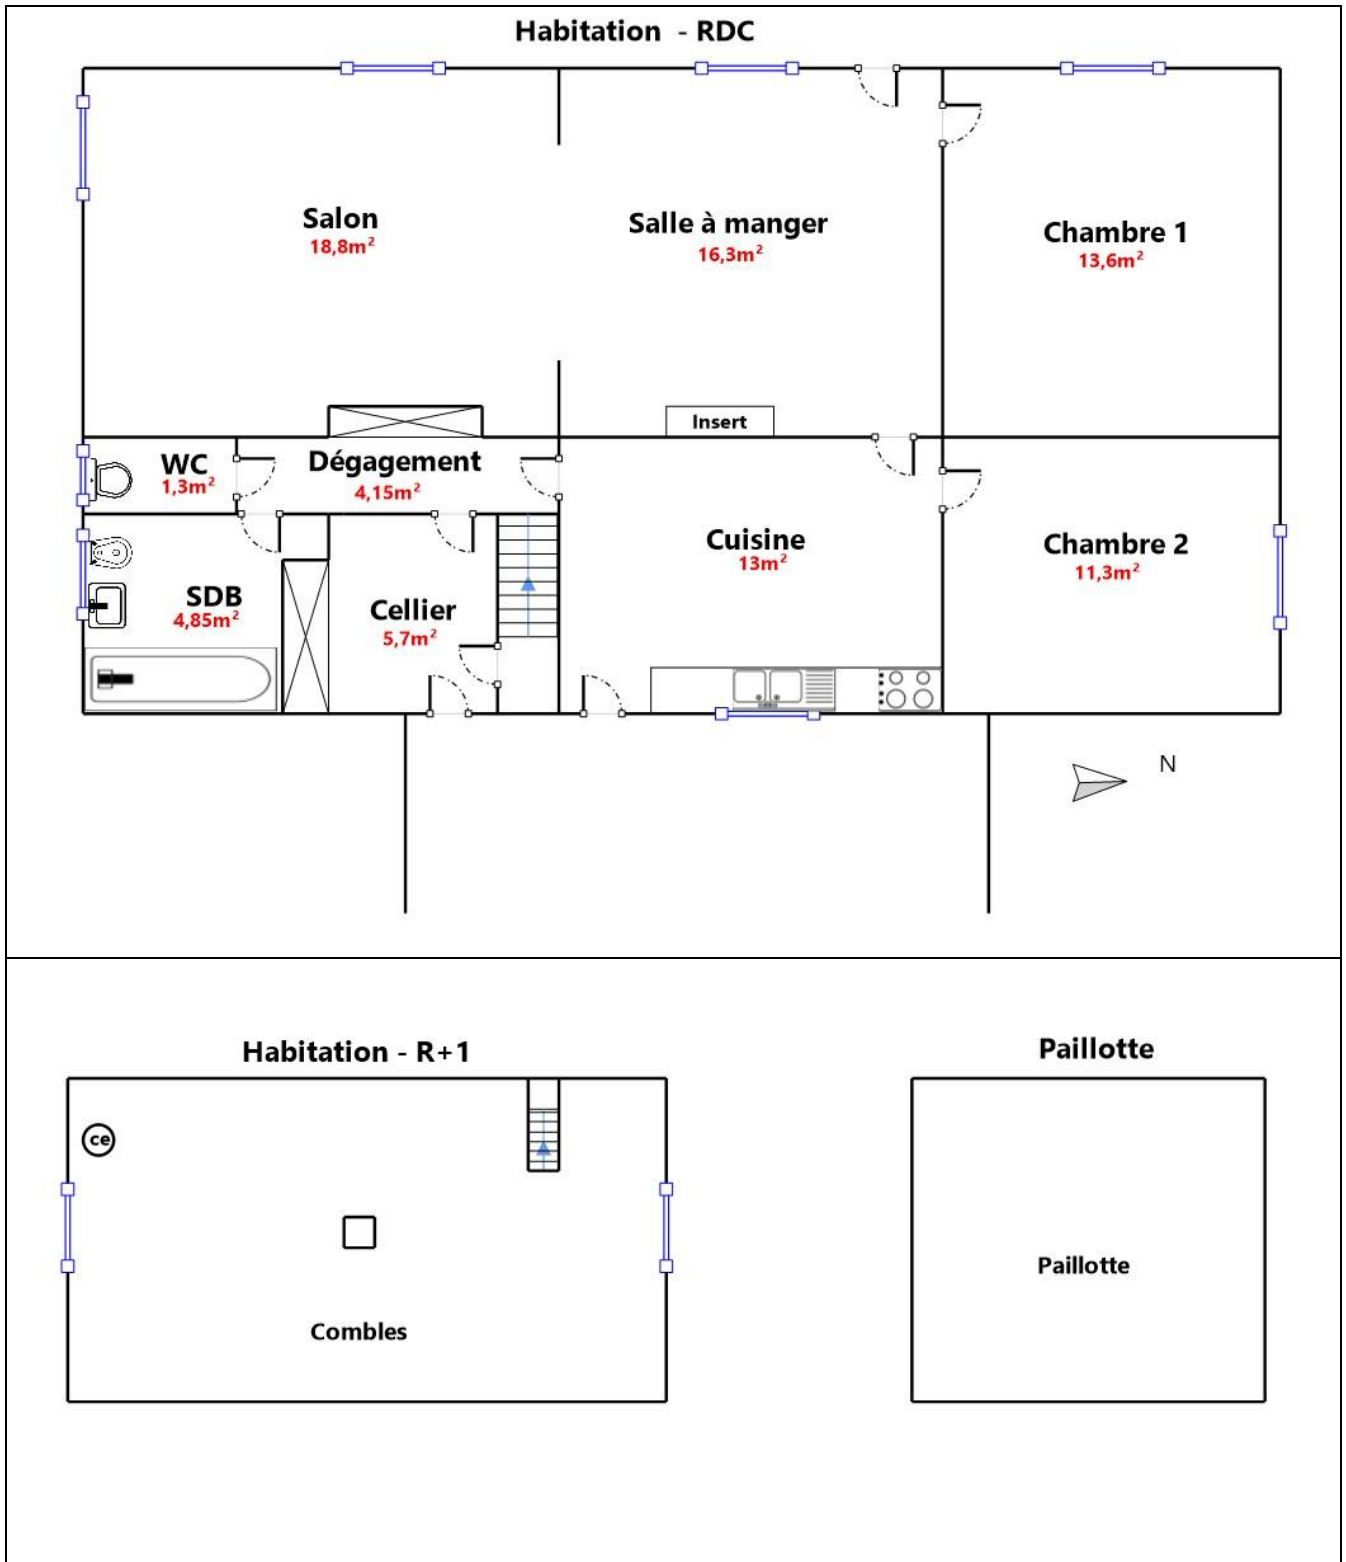 Habitation - RDC
Salon
18,8m²
Salle à manger
16,3m²
Chambre 1
13,6m²
Insert
WC
1,3m²
Dégagement
4,15m²
Cuisine
13m²
Chambre 2
11,3m²
SDB
4,85m²
Cellier
5,7m²
N
Habitation - R+1
Paillotte
ce
Paillotte
Combles